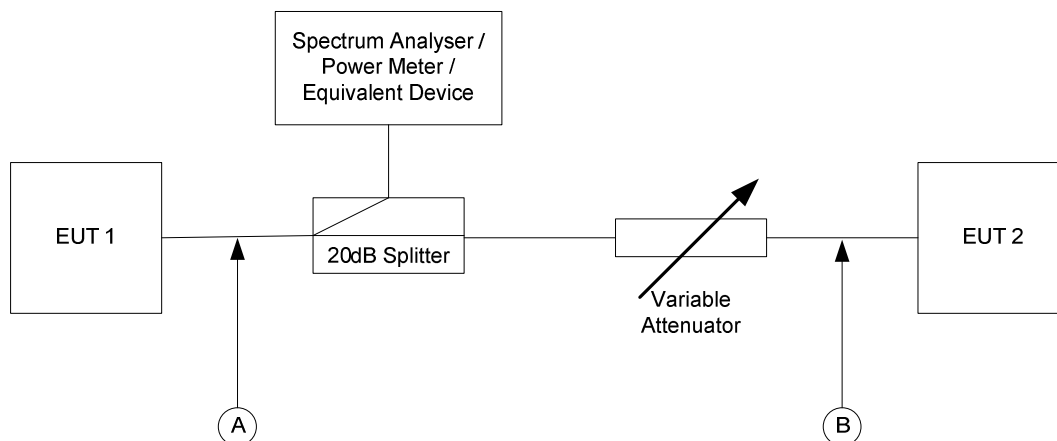 Spectrum Analyser /
Power Meter /
Equivalent Device
EUT 1
20dB Splitter
Variable
Attenuator
EUT 2
A
B